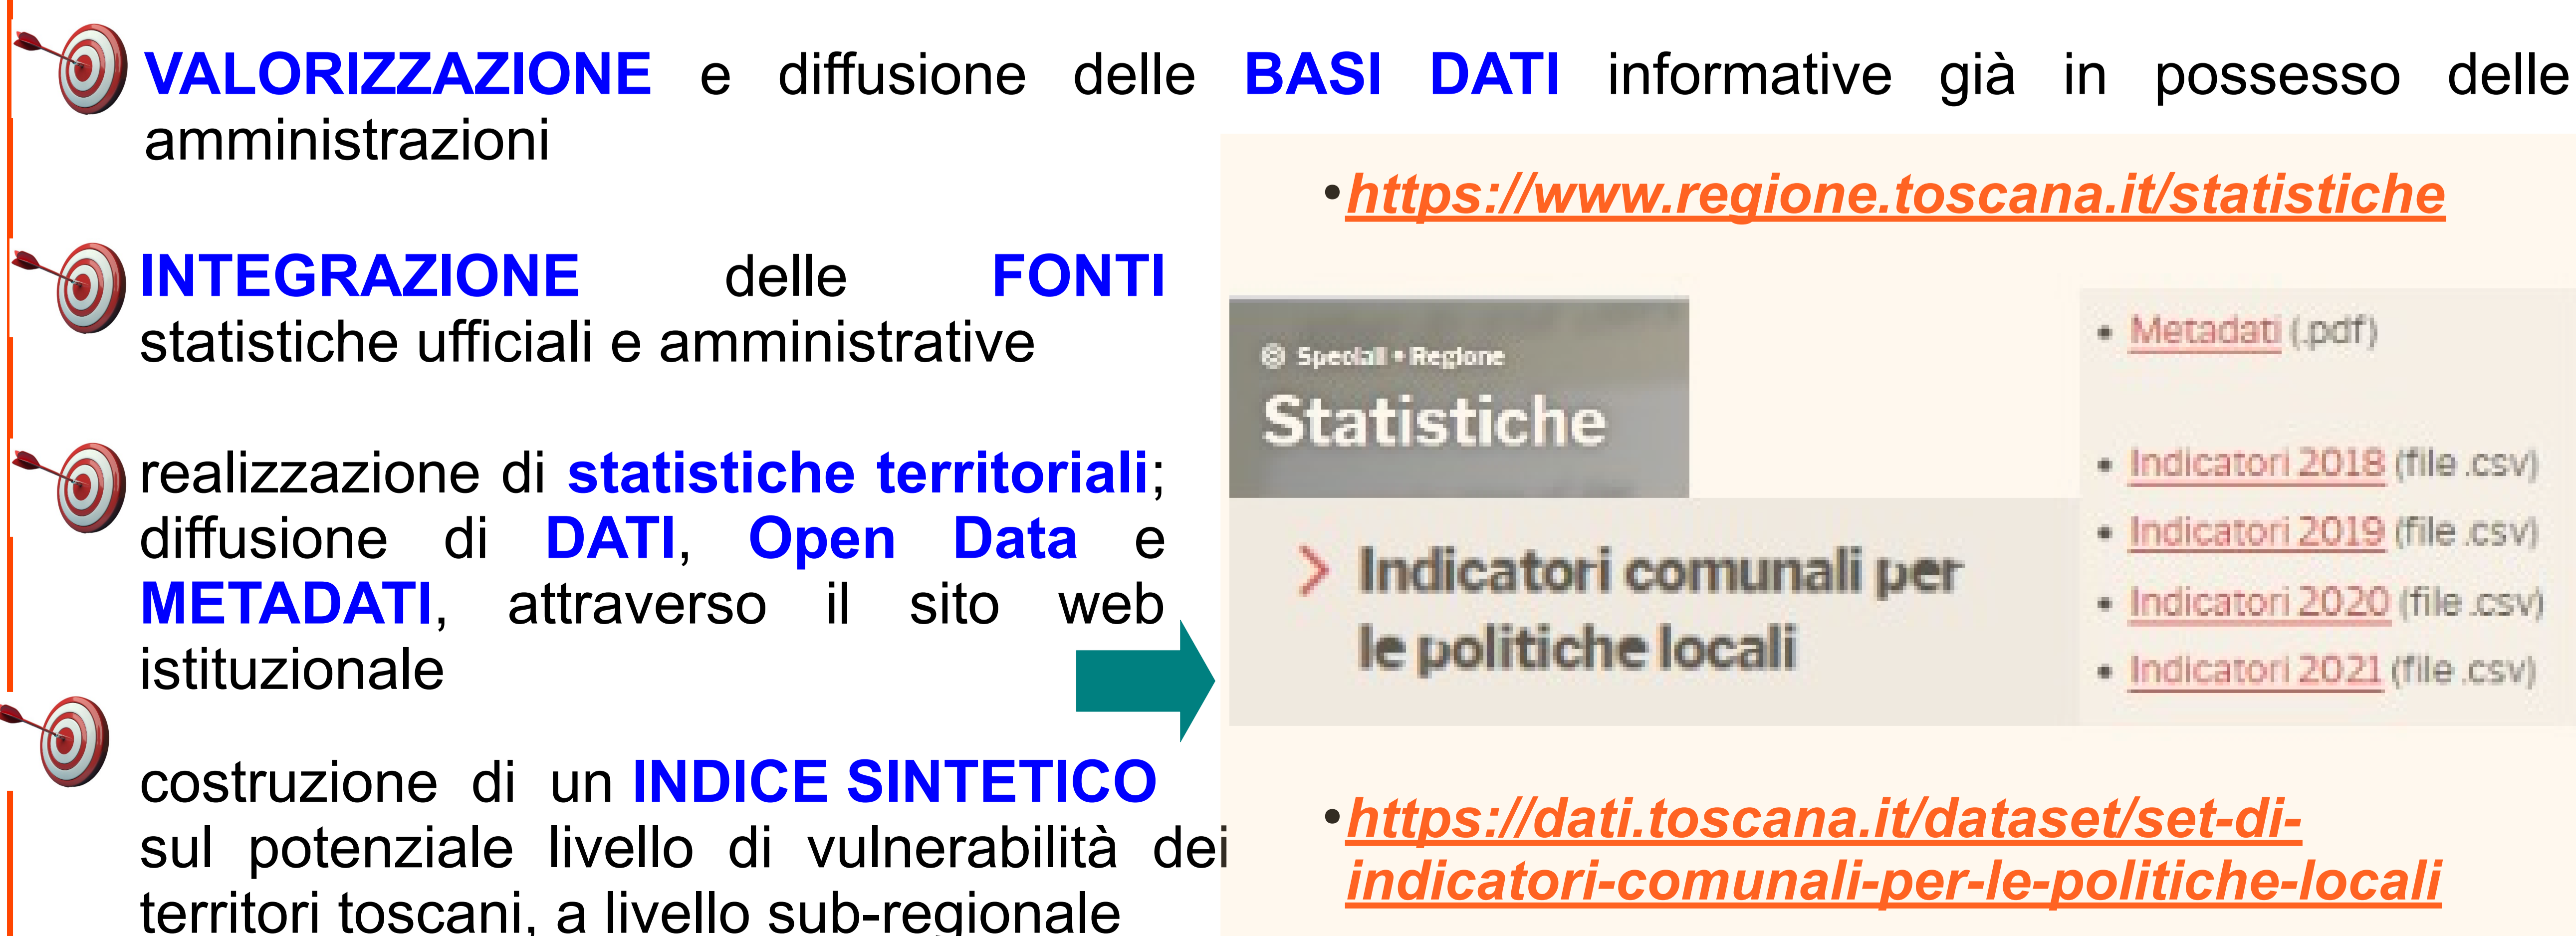 VALORIZZAZIONE e diffusione delle BASI DATI informative già in possesso delle
amministrazioni
INTEGRAZIONE delle FONTI
statistiche ufficiali e amministrative
realizzazione di statistiche territoriali;
diffusione di DATI, Open Data e
METADATI, attraverso il sito web
istituzionale
costruzione di un INDICE SINTETICO
sul potenziale livello di vulnerabilità dei
territori toscani, a livello sub-regionale
•https://www.regione.toscana.it/statistiche
Speciali • Regione
Statistiche
> Indicatori comunali per
le politiche locali
• Metadati (.pdf)
• Indicatori 2018 (file .csv)
• Indicatori 2019 (file .csv)
• Indicatori 2020 (file .csv)
• Indicatori 2021 (file .csv)
•https://dati.toscana.it/dataset/set-di-
indicatori-comunali-per-le-politiche-locali